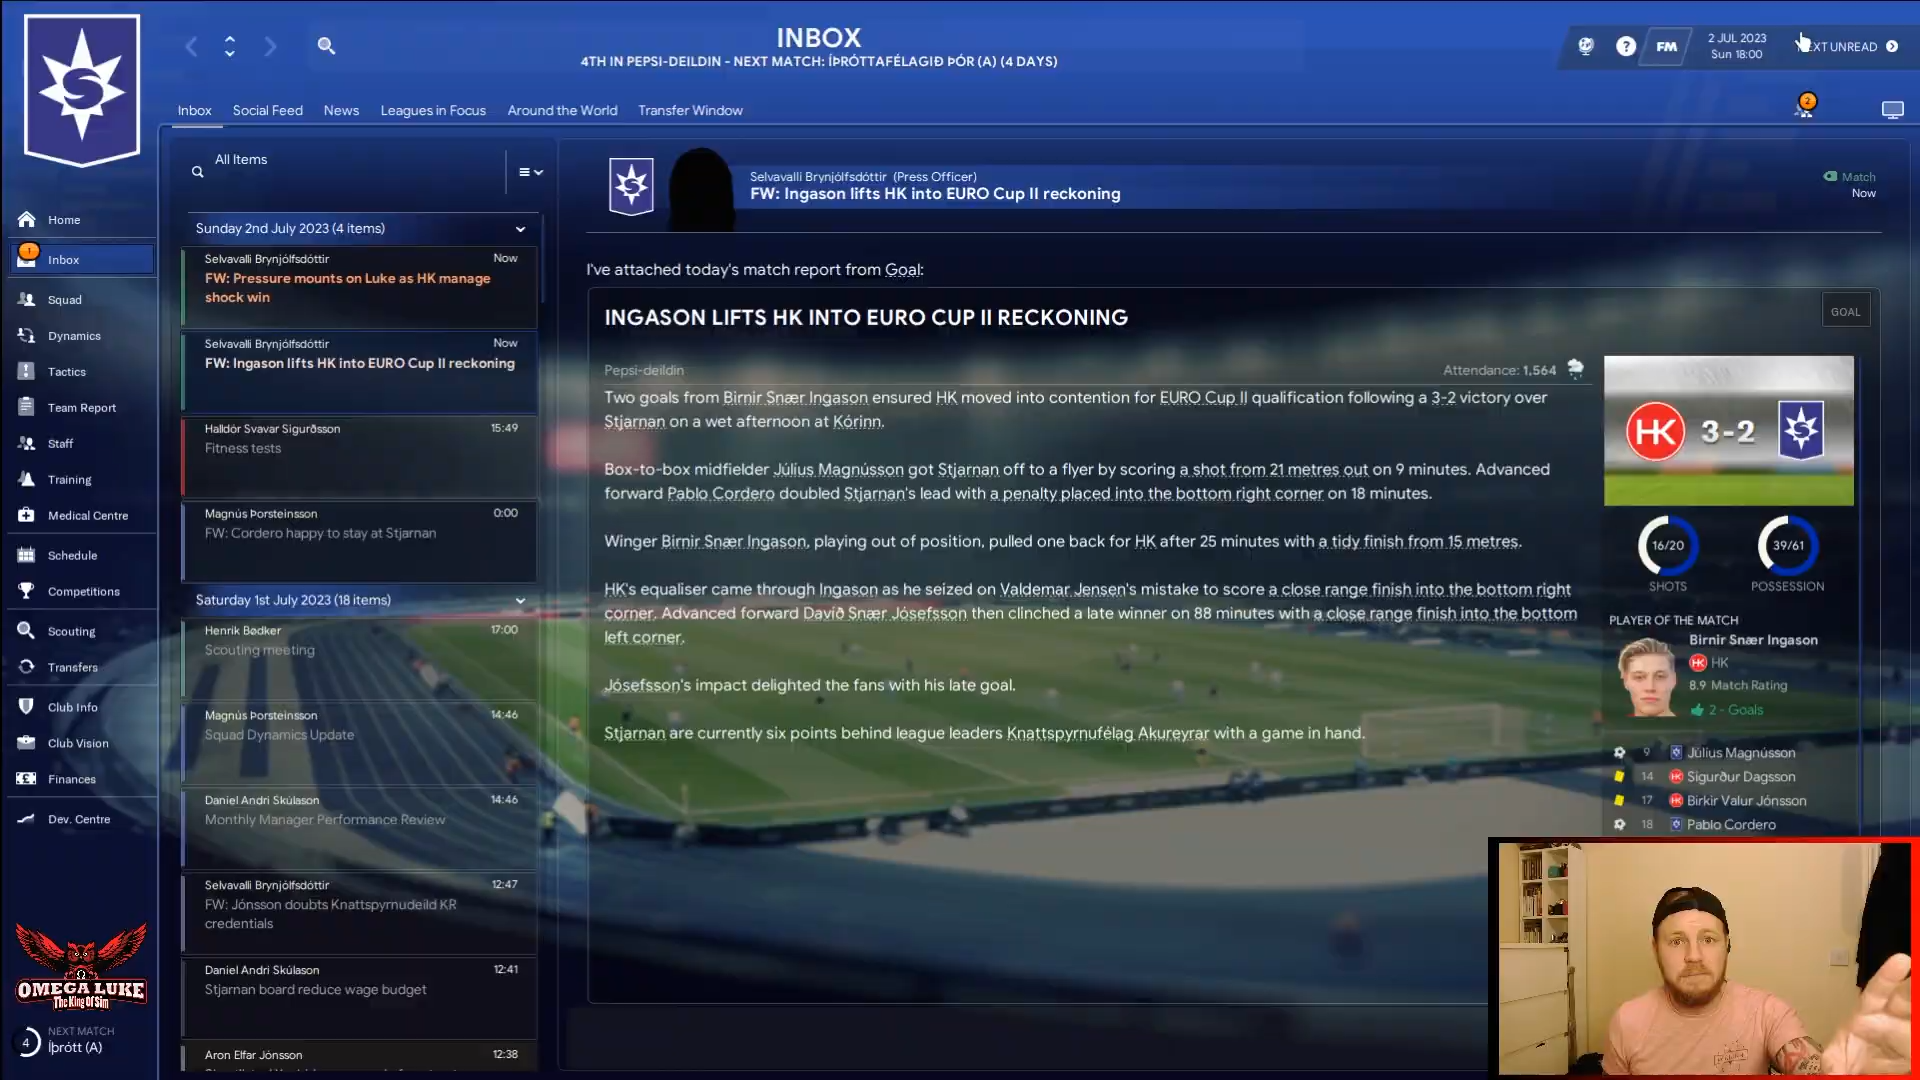 INBOX
4TH IN PEPSI-DEILDIN - NEXT MATCH: ÍÞRÓTTAFÉLAGIÐ ÞÓR (A) (4 DAYS)
?
FM
2 JUL 2023
Sun 18:00
UNREAD
Inbox
Social Feed
News
Leagues in Focus
Around the World
Transfer Window
2
S
Home
1
Inbox
Squad
Dynamics
Tactics
Team Report
Staff
Training
Medical Centre
Schedule
Competitions
Scouting
Transfers
Club Info
Club Vision
Finances
Dev. Centre
OMEGA LUKE
The King Of Sim
NEXT MATCH
4
Íþrótt (A)
All Items
Sunday 2nd July 2023 (4 items)
Selvavalli Brynjólfsdóttir
Now
FW: Pressure mounts on Luke as HK manage
shock win
Selvavalli Brynjólfsdóttir
Now
FW: Ingason lifts HK into EURO Cup II reckoning
Halldór Svavar Sigurðsson
15:49
Fitness tests
Magnús Þorsteinsson
0:00
FW: Cordero happy to stay at Stjarnan
Saturday 1st July 2023 (18 items)
Henrik Bødker
17:00
Scouting meeting
Magnús Þorsteinsson
14:46
Squad Dynamics Update
Daniel Andri Skúlason
14:46
Monthly Manager Performance Review
Selvavalli Brynjólfsdóttir
12:47
FW: Jónsson doubts Knattspyrnudeild KR
credentials
Daniel Andri Skúlason
12:41
Stjarnan board reduce wage budget
Aron Elfar Jónsson
12:38
Selvavalli Brynjólfsdóttir (Press Officer)
FW: Ingason lifts HK into EURO Cup II reckoning
Match
Now
I've attached today's match report from Goal:
INGASON LIFTS HK INTO EURO CUP II RECKONING
GOAL
Pepsi-deildin
Attendance: 1,564
Two goals from Birnir Snær Ingason ensured HK moved into contention for EURO Cup II qualification following a 3-2 victory over
Stjarnan on a wet afternoon at Kórinn.
Box-to-box midfielder Júlíus Magnússon got Stjarnan off to a flyer by scoring a shot from 21 metres out on 9 minutes. Advanced
forward Pablo Cordero doubled Stjarnan's lead with a penalty placed into the bottom right corner on 18 minutes.
Winger Birnir Snær Ingason, playing out of position, pulled one back for HK after 25 minutes with a tidy finish from 15 metres.
HK's equaliser came through Ingason as he seized on Valdemar Jensen's mistake to score a close range finish into the bottom right
corner. Advanced forward Davíð Snær Jósefsson then clinched a late winner on 88 minutes with a close range finish into the bottom
left corner.
Jósefsson's impact delighted the fans with his late goal.
Stjarnan are currently six points behind league leaders Knattspyrnufélag Akureyrar with a game in hand.
HK
3-2
16/20
SHOTS
39/61
POSSESSION
PLAYER OF THE MATCH
Birnir Snær Ingason
HK
8.9 Match Rating
2 - Goals
9 Júlíus Magnússon
14 Sigurður Dagsson
17 Birkir Valur Jónsson
18 Pablo Cordero